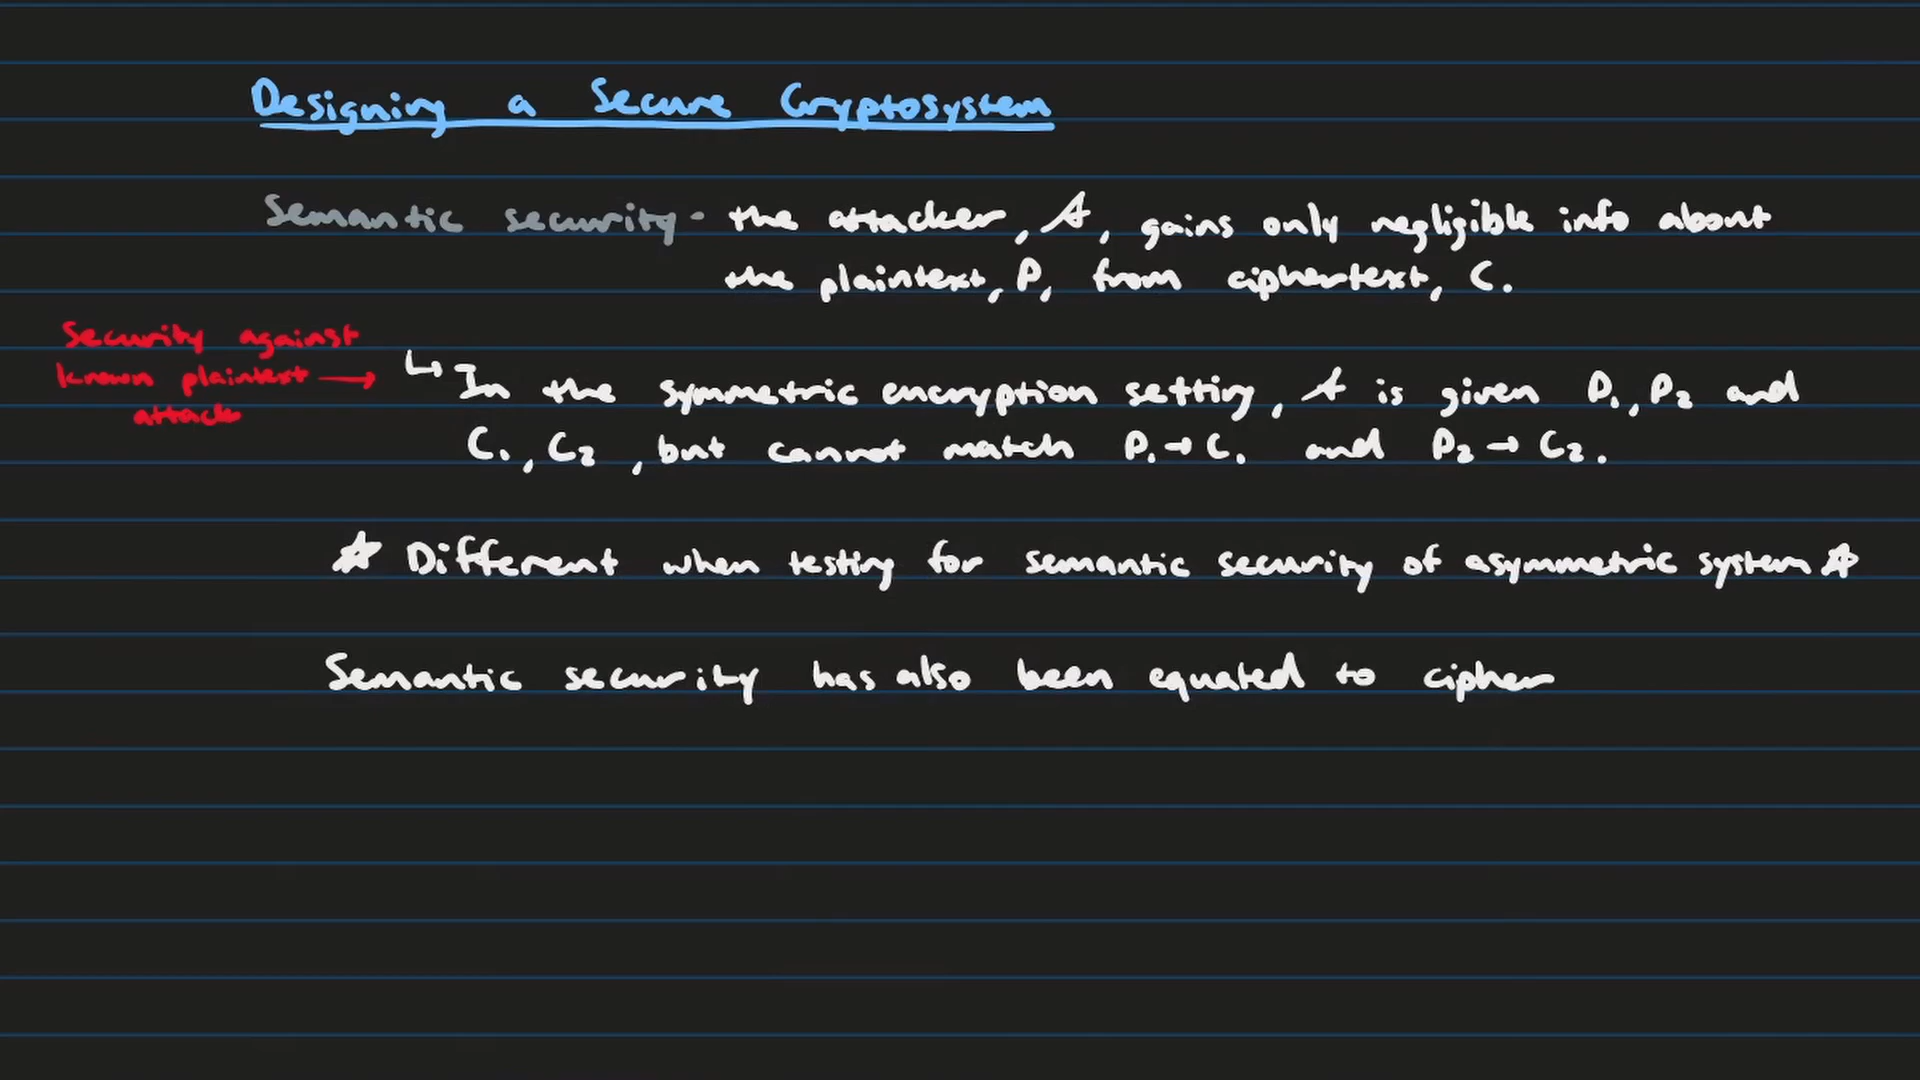 Designing a Secure Cryptosystem
Semantic security - the attacker, A, gains only negligible info about
the plaintext, P, from ciphertext, C.
Security against
known plaintext →
attack
↳ In the symmetric encryption setting, A is given P₁, P₂ and
C₁, C₂, but cannot match P₁ → C₁ and P₂ → C₂.
☆ Different when testing for semantic security of asymmetric system ☆
Semantic security has also been equated to cipher